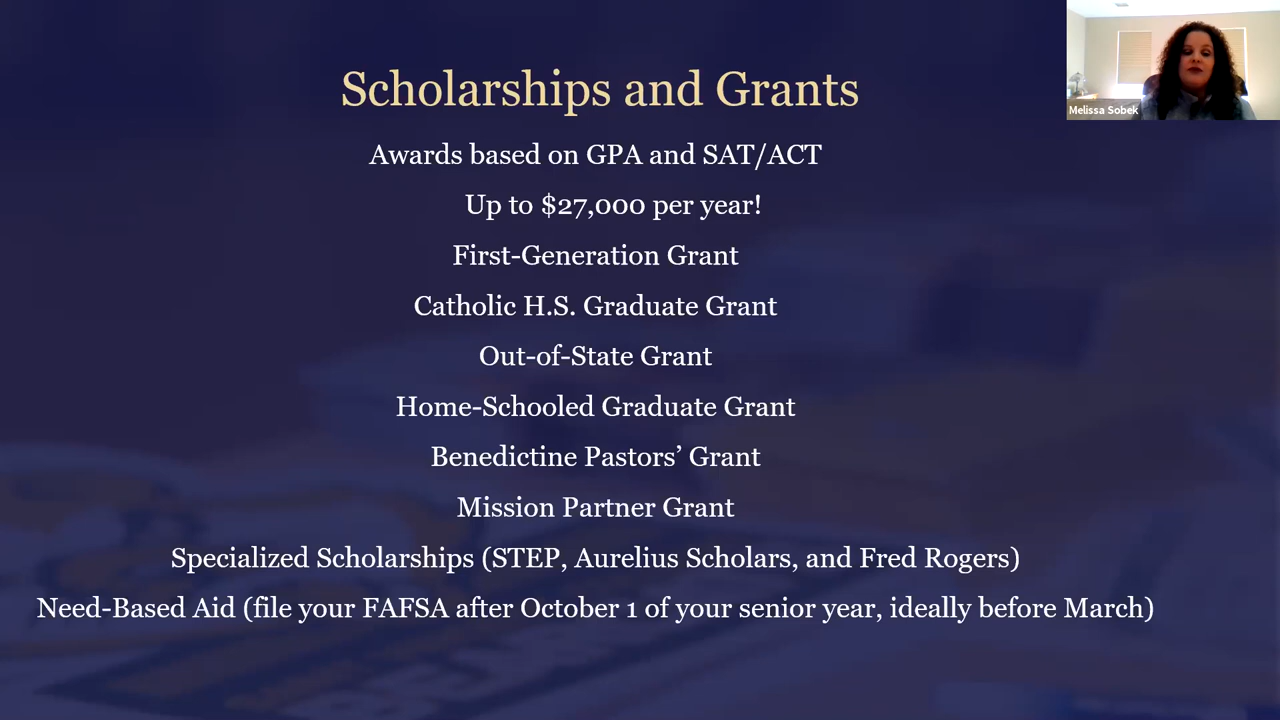 Scholarships and Grants
Melissa Sobek
Awards based on GPA and SAT/ACT
Up to $27,000 per year!
First-Generation Grant
Catholic H.S. Graduate Grant
Out-of-State Grant
Home-Schooled Graduate Grant
Benedictine Pastors’ Grant
Mission Partner Grant
Specialized Scholarships (STEP, Aurelius Scholars, and Fred Rogers)
Need-Based Aid (file your FAFSA after October 1 of your senior year, ideally before March)